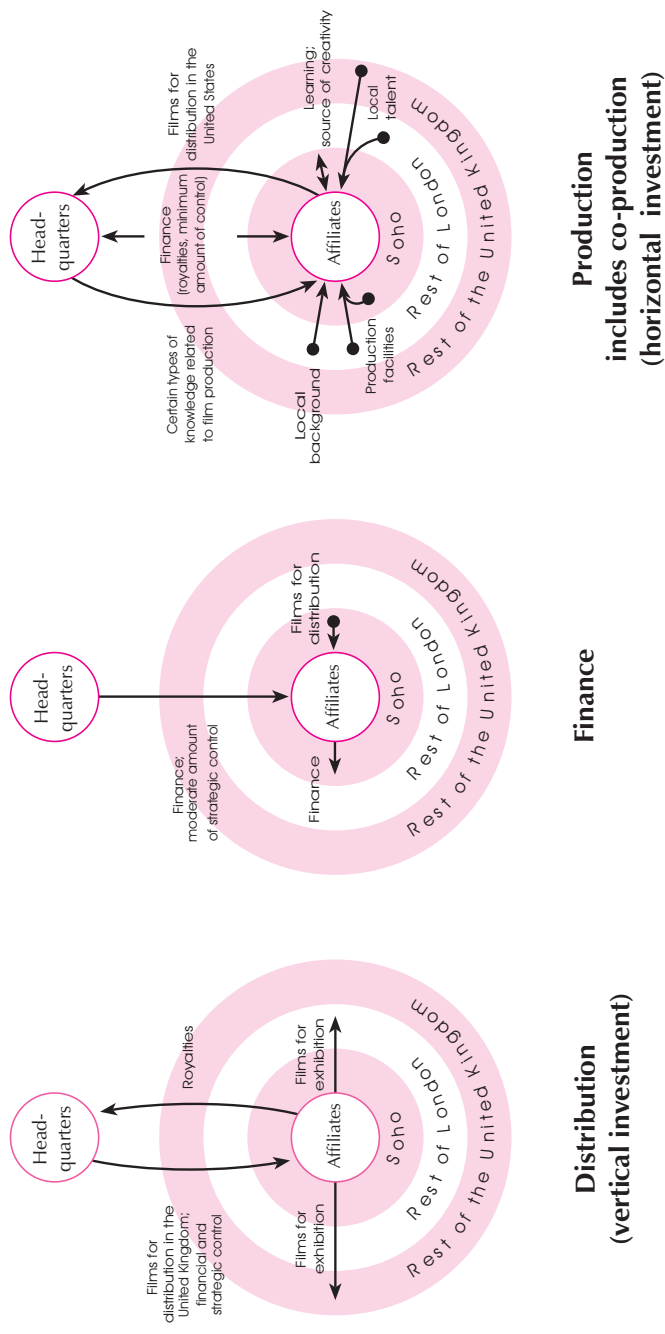 Head-
quarters
Films for
distribution in the
United Kingdom;
financial and
strategic control
Royalties
Films for
exhibition
Affiliates
Films for
exhibition
Soho
Rest of London
Rest of the United Kingdom
Distribution
(vertical investment)
Head-
quarters
Finance;
moderate amount
of strategic control
Finance
Affiliates
Films for
distribution
Soho
Rest of London
Rest of the United Kingdom
Finance
Head-
quarters
Certain types of
knowledge related
to film production
Finance
(royalties, minimum
amount of control)
Films for
distribution in the
United States
Local
background
Production
facilities
Affiliates
Learning;
source of creativity
Local
talent
Soho
Rest of London
Rest of the United Kingdom
Production
includes co-production
(horizontal investment)